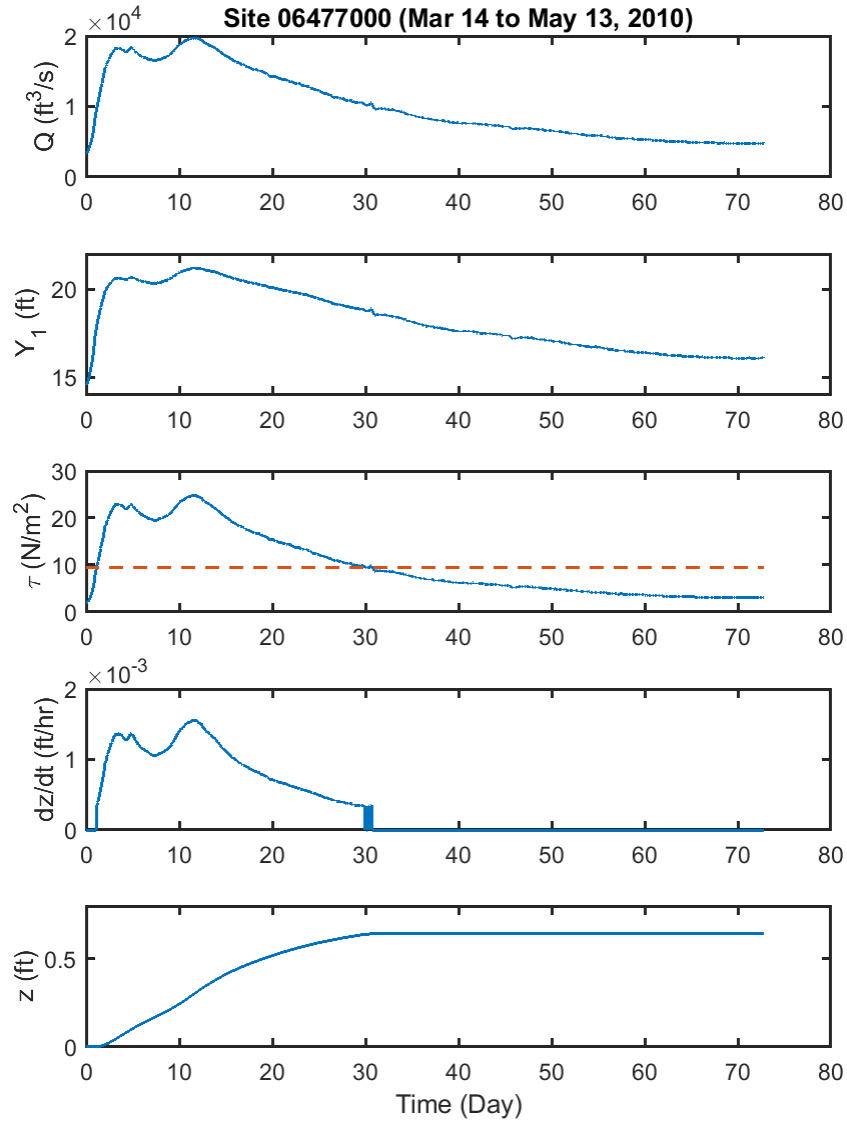 Site 06477000 (Mar 14 to May 13, 2010)
×10⁴
Q (ft³/s)
2
1
0
0 10 20 30 40 50 60 70 80
Y₁ (ft)
20
15
0 10 20 30 40 50 60 70 80
τ (N/m²)
30
20
10
0
0 10 20 30 40 50 60 70 80
×10⁻³
dz/dt (ft/hr)
2
1
0
0 10 20 30 40 50 60 70 80
z (ft)
0.5
0
0 10 20 30 40 50 60 70 80
Time (Day)